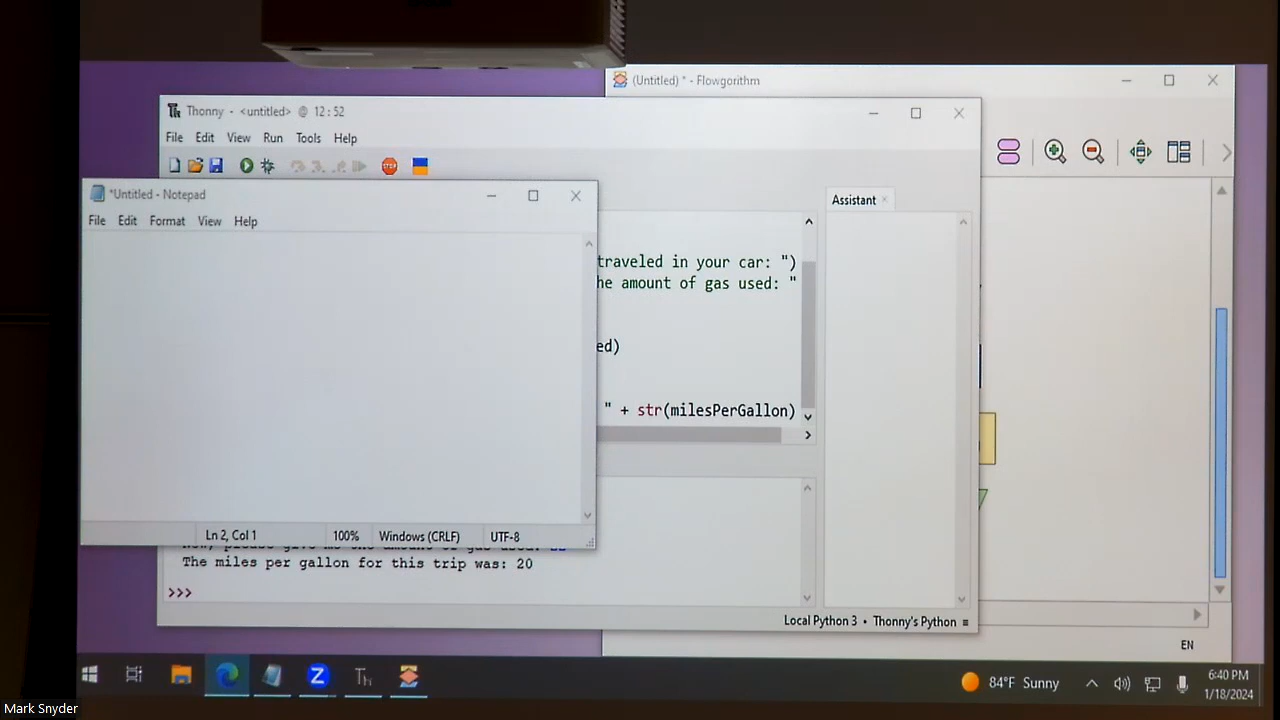 (Untitled) * - Flowgorithm
Thonny - <untitled> @ 12:52
File Edit View Run Tools Help
STOP
*Untitled - Notepad
File Edit Format View Help
Assistant ×
traveled in your car: ")
he amount of gas used: "
ed)
" + str(milesPerGallon)
Ln 2, Col 1 100% Windows (CRLF) UTF-8
The miles per gallon for this trip was: 20
>>>
Local Python 3 • Thonny's Python ≡
EN
84°F Sunny
6:40 PM
1/18/2024
Mark Snyder